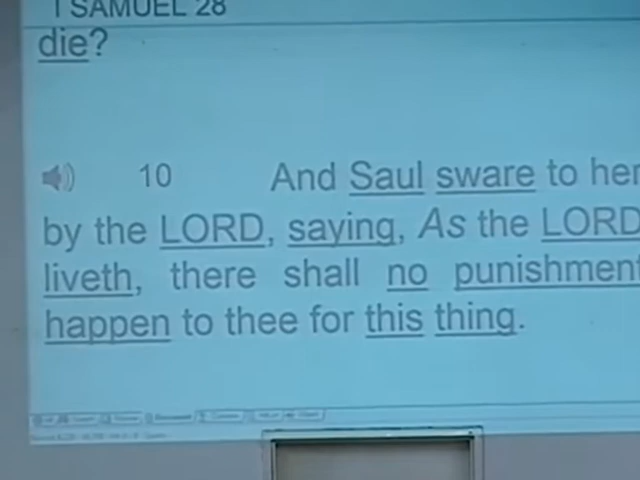 I SAMUEL 28
die?
10 And Saul sware to her
by the LORD, saying, As the LORD
liveth, there shall no punishment
happen to thee for this thing.